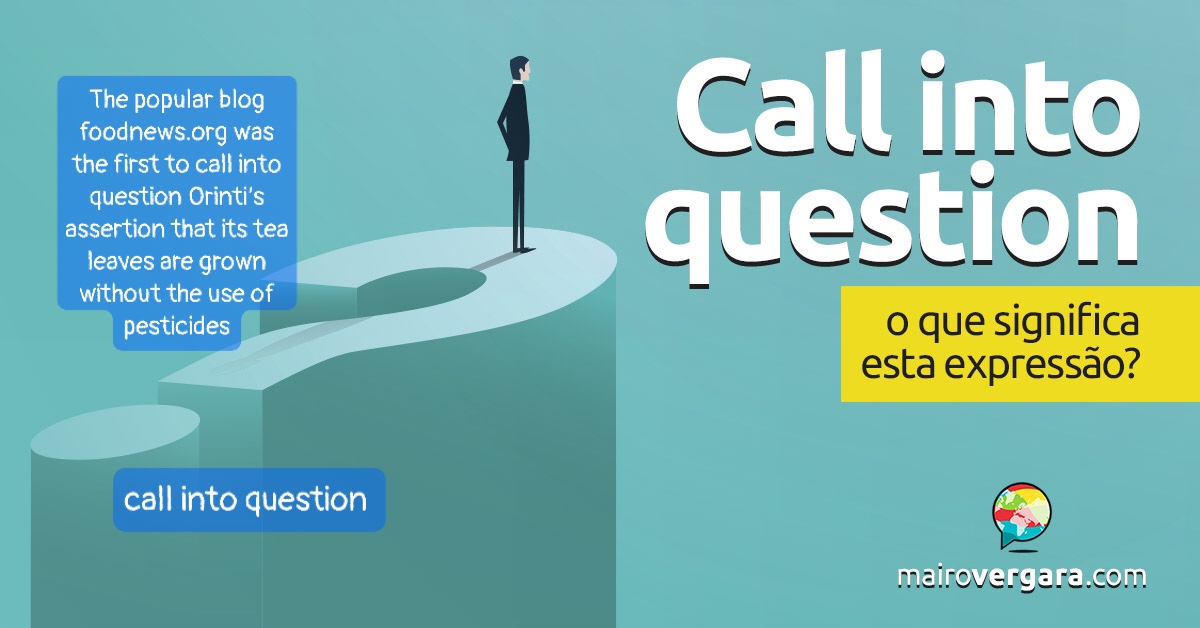 The popular blog
foodnews.org was
the first to call into
question Orinti's
assertion that its tea
leaves are grown
without the use of
pesticides
call into question
Call into
question
o que significa
esta expressão?
mairovergara.com